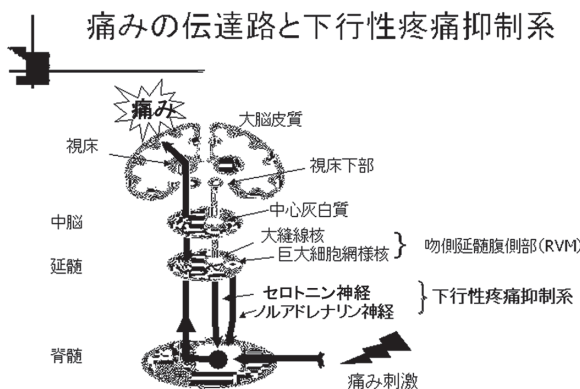 痛みの伝達路と下行性疼痛抑制系
痛み
大脳皮質
視床
視床下部
中心灰白質
中脳
大縫線核
巨大細胞網様核
吻側延髄腹側部(RVM)
延髄
セロトニン神経
ノルアドレナリン神経
下行性疼痛抑制系
脊髄
痛み刺激